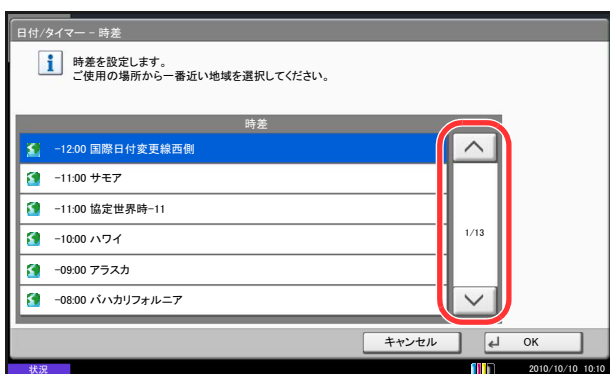 日付/タイマー - 時差
時差を設定します。
ご使用の場所から一番近い地域を選択してください。
時差
-12:00 国際日付変更線西側
-11:00 サモア
-11:00 協定世界時-11
-10:00 ハワイ
1/13
-09:00 アラスカ
-08:00 バハカリフォルニア
キャンセル
OK
状況
2010/10/10 10:10